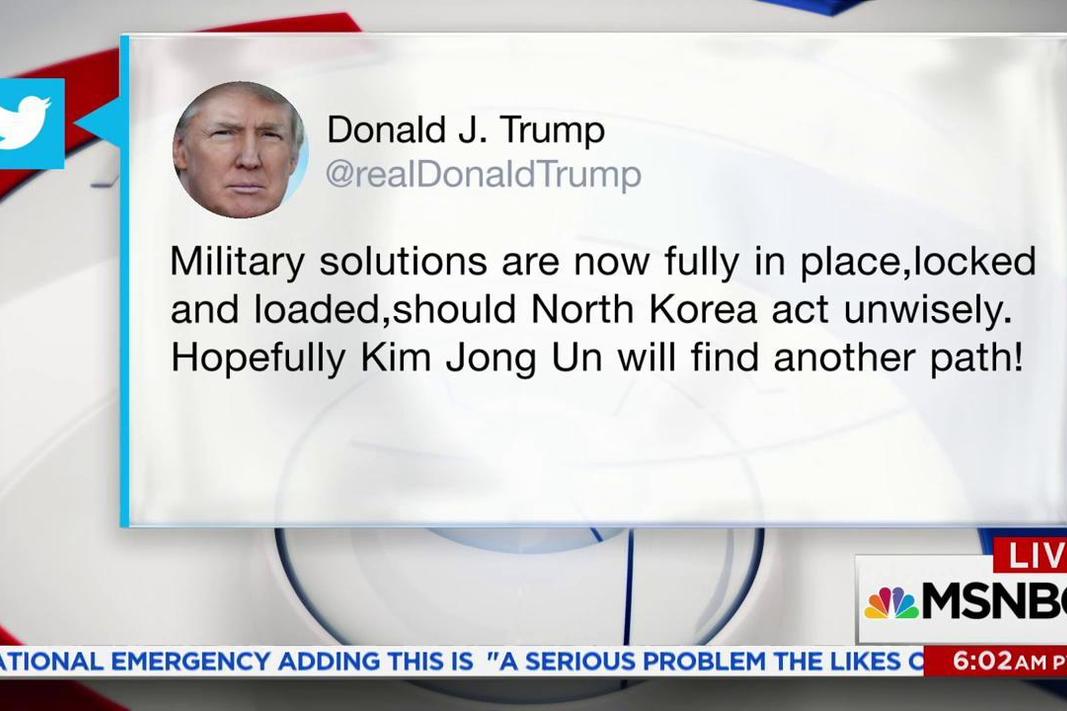 Donald J. Trump
@realDonaldTrump
Military solutions are now fully in place,locked
and loaded,should North Korea act unwisely.
Hopefully Kim Jong Un will find another path!
LIV
MSNBC
ATIONAL EMERGENCY ADDING THIS IS "A SERIOUS PROBLEM THE LIKES O
6:02AM PT